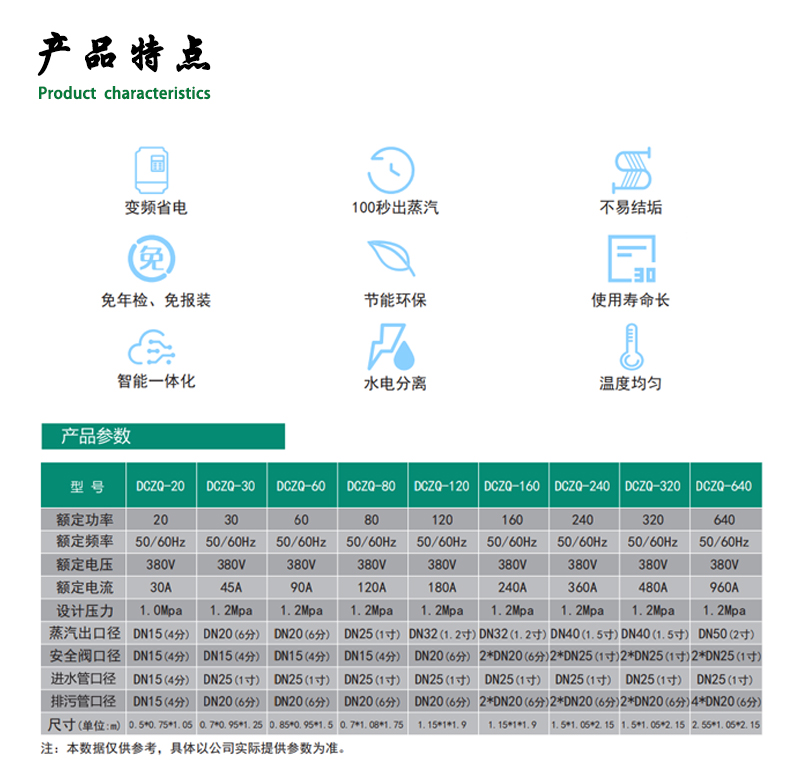 产品特点
Product characteristics
变频省电 100秒出蒸汽 不易结垢
免
免年检、免报装 节能环保 使用寿命长
30
智能一体化 水电分离 温度均匀
产品参数
型 号 DCZQ-20 DCZQ-30 DCZQ-60 DCZQ-80 DCZQ-120 DCZQ-160 DCZQ-240 DCZQ-320 DCZQ-640
额定功率 20 30 60 80 120 160 240 320 640
额定频率 50/60Hz 50/60Hz 50/60Hz 50/60Hz 50/60Hz 50/60Hz 50/60Hz 50/60Hz 50/60Hz
额定电压 380V 380V 380V 380V 380V 380V 380V 380V 380V
额定电流 30A 45A 90A 120A 180A 240A 360A 480A 960A
设计压力 1.0Mpa 1.2Mpa 1.2Mpa 1.2Mpa 1.2Mpa 1.2Mpa 1.2Mpa 1.2Mpa 1.2Mpa
蒸汽出口径 DN15(4分) DN20(6分) DN20(6分) DN25(1寸) DN32(1.2寸) DN32(1.2寸) DN40(1.5寸) DN40(1.5寸) DN50(2寸)
安全阀口径 DN15(4分) DN15(4分) DN15(4分) DN15(4分) DN20(6分) 2*DN20(6分) 2*DN25(1寸) 2*DN25(1寸) 2*DN25(1寸)
进水管口径 DN15(4分) DN25(1寸) DN25(1寸) DN25(1寸) DN25(1寸) DN25(1寸) DN25(1寸) DN25(1寸) DN25(1寸)
排污管口径 DN15(4分) DN20(6分) DN20(6分) DN20(6分) DN20(6分) 2*DN20(6分) 2*DN20(6分) 2*DN20(6分) 4*DN20(6分)
尺寸(单位:m) 0.5*0.75*1.05 0.7*0.95*1.25 0.85*0.95*1.5 0.7*1.08*1.75 1.15*1*1.9 1.15*1*1.9 1.5*1.05*2.15 1.5*1.05*2.15 2.55*1.05*2.15
注：本数据仅供参考，具体以公司实际提供参数为准。